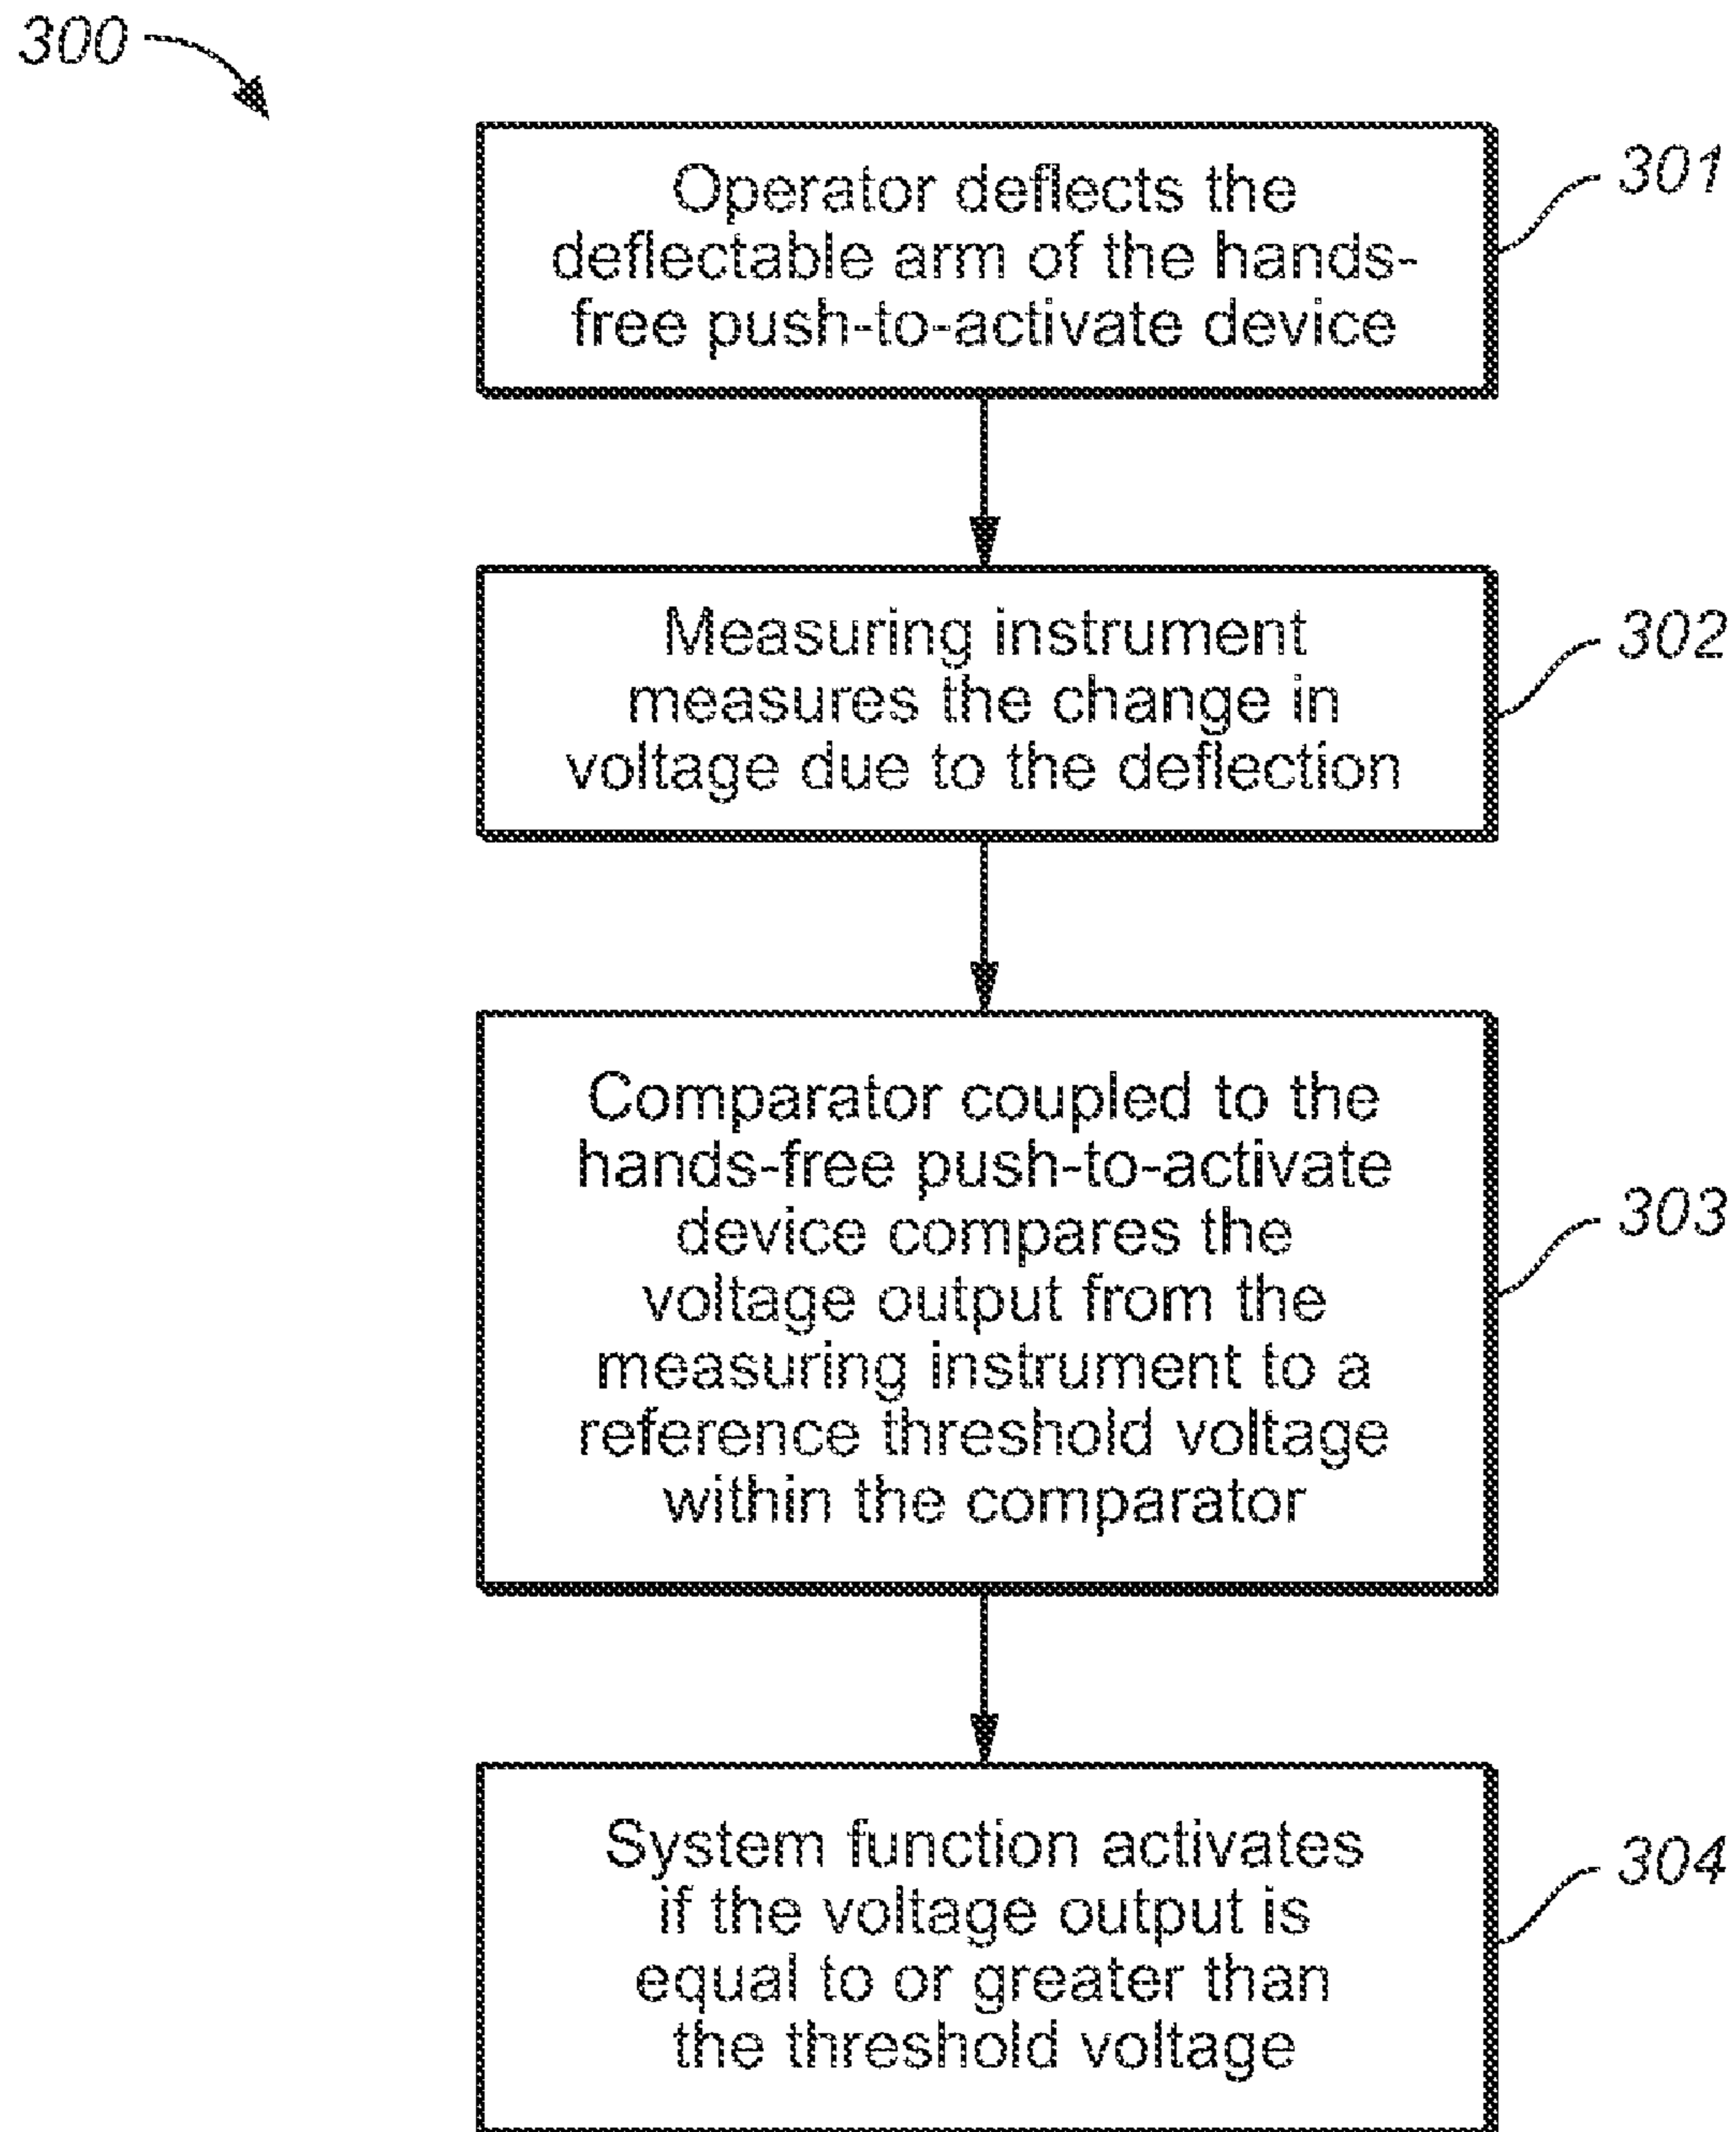 300
Operator deflects the
deflectable arm of the hands-
free push-to-activate device
301
Measuring instrument
measures the change in
voltage due to the deflection
302
Comparator coupled to the
hands-free push-to-activate
device compares the
voltage output from the
measuring instrument to a
reference threshold voltage
within the comparator
303
System function activates
if the voltage output is
equal to or greater than
the threshold voltage
304